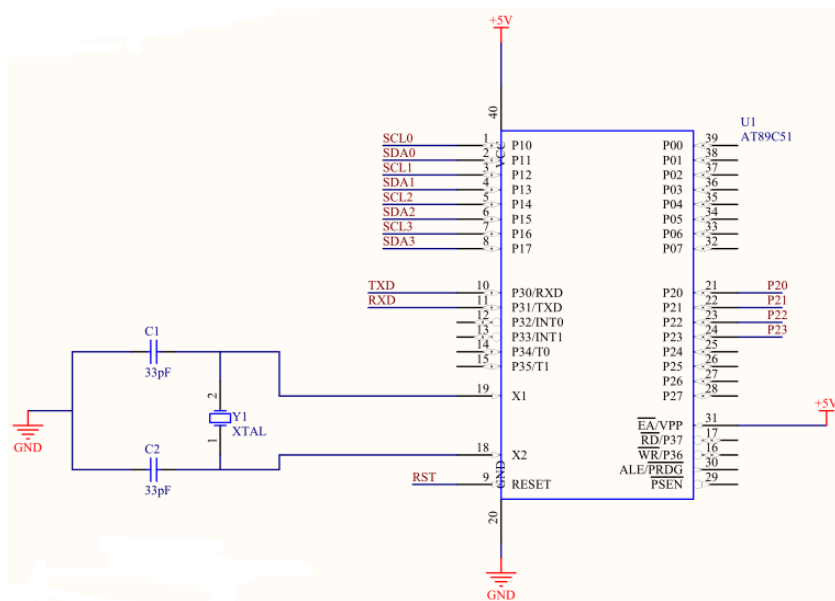 +5V
40
U1
AT89C51
SCL0 1 P10 P00 39
VCC
SDA0 2 P11 P01 38
SCL1 3 P12 P02 37
SDA1 4 P13 P03 36
SCL2 5 P14 P04 35
SDA2 6 P15 P05 34
SCL3 7 P16 P06 33
SDA3 8 P17 P07 32
TXD 10 P30/RXD P20 21 P20
RXD 11 P31/TXD P21 22 P21
12 P32/INT0 P22 23 P22
13 P33/INT1 P23 24 P23
14 P34/T0 P24 25
15 P35/T1 P25 26
P26 27
P27 28
C1
33pF
19 X1
2
Y1
XTAL
1
+5V
EA/VPP 31
RD/P37 17
WR/P36 16
ALE/PRDG 30
PSEN 29
GND
C2
33pF
18 X2
GND
RST 9 RESET
20
GND